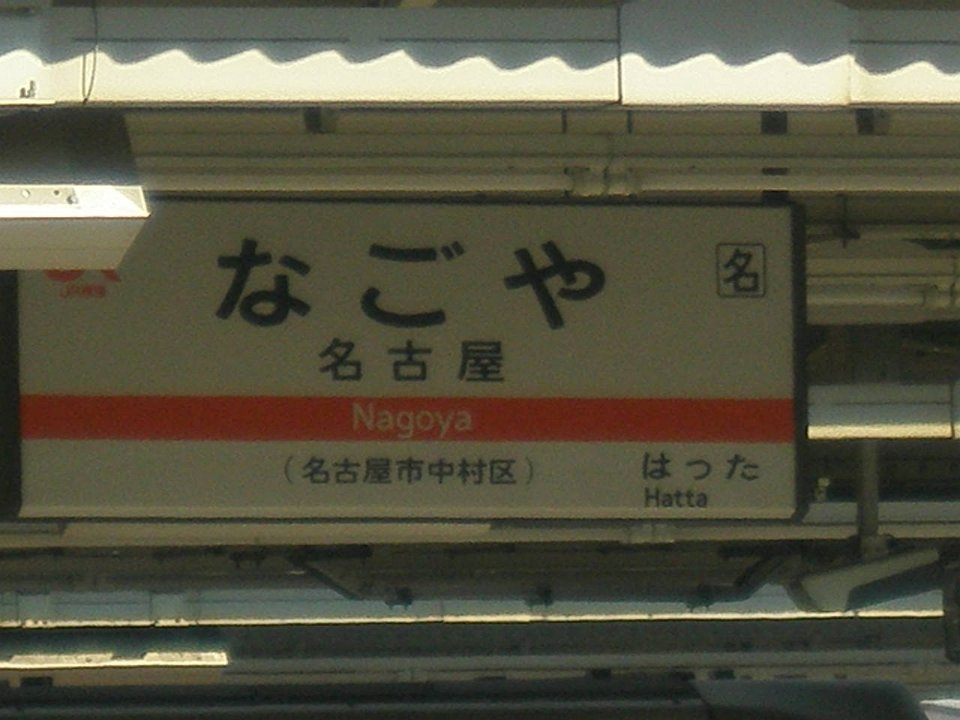 なごや
名
名古屋
Nagoya
(名古屋市中村区)
はった
Hatta